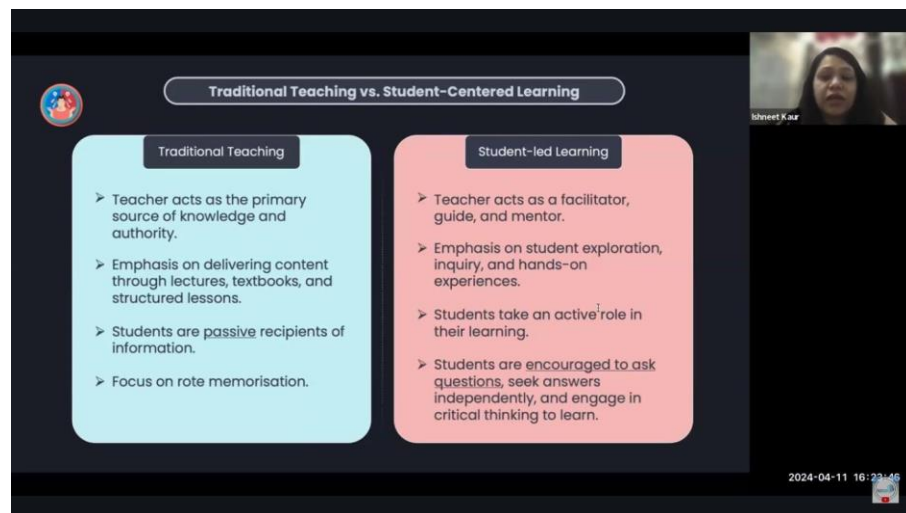 Traditional Teaching vs. Student-Centered Learning
Ishneet Kaur
Traditional Teaching
➢ Teacher acts as the primary
source of knowledge and
authority.
➢ Emphasis on delivering content
through lectures, textbooks, and
structured lessons.
➢ Students are passive recipients of
information.
➢ Focus on rote memorisation.
Student-led Learning
➢ Teacher acts as a facilitator,
guide, and mentor.
➢ Emphasis on student exploration,
inquiry, and hands-on
experiences.
➢ Students take an active role in
their learning.
➢ Students are encouraged to ask
questions, seek answers
independently, and engage in
critical thinking to learn.
2024-04-11 16:23:46